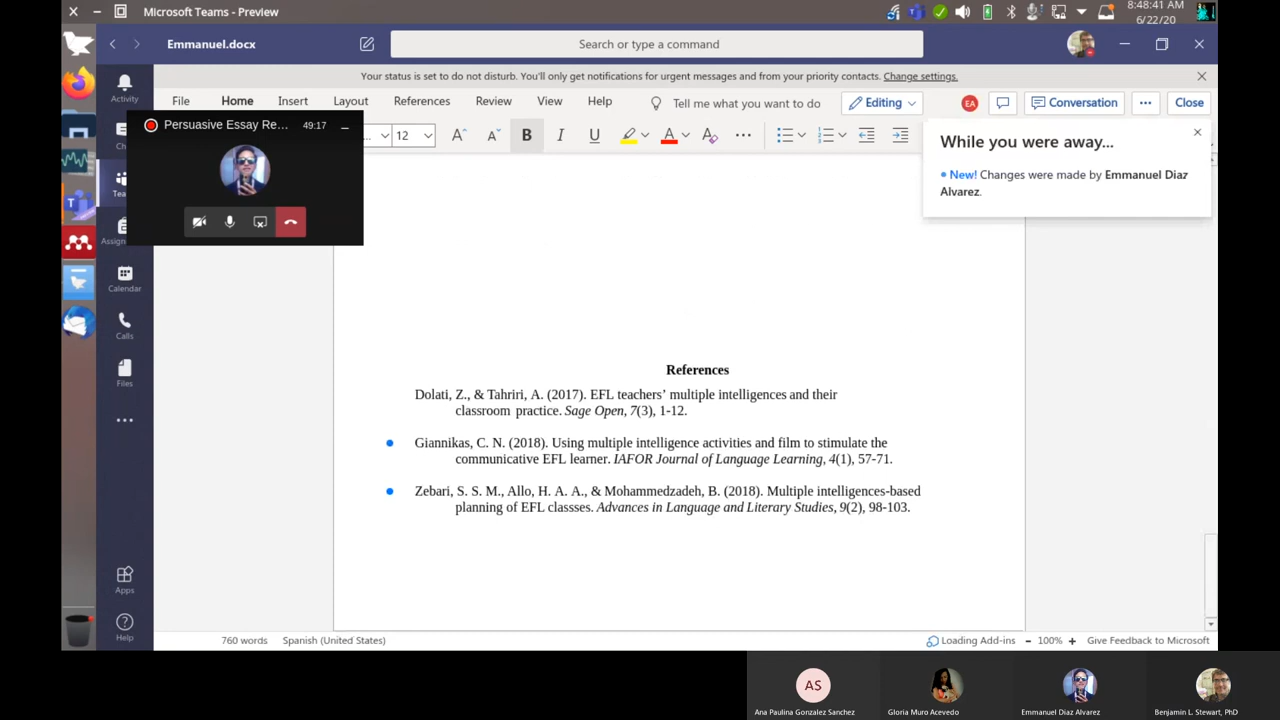 Microsoft Teams - Preview
8:48:41 AM
6/22/20
Emmanuel.docx
Search or type a command
Your status is set to do not disturb. You'll only get notifications for urgent messages and from your priority contacts. Change settings.
Activity
File Home Insert Layout References Review View Help Tell me what you want to do Editing EA Conversation Close
Persuasive Essay Re... 49:17
12 B I U A
While you were away...
New! Changes were made by Emmanuel Diaz
Alvarez.
Calendar
Calls
Files
References
Dolati, Z., & Tahriri, A. (2017). EFL teachers’ multiple intelligences and their
classroom practice. Sage Open, 7(3), 1-12.
Giannikas, C. N. (2018). Using multiple intelligence activities and film to stimulate the
communicative EFL learner. IAFOR Journal of Language Learning, 4(1), 57-71.
Zebari, S. S. M., Allo, H. A. A., & Mohammedzadeh, B. (2018). Multiple intelligences-based
planning of EFL classses. Advances in Language and Literary Studies, 9(2), 98-103.
Apps
Help
760 words Spanish (United States) Loading Add-ins 100% Give Feedback to Microsoft
AS
Ana Paulina Gonzalez Sanchez Gloria Muro Acevedo Emmanuel Diaz Alvarez Benjamin L. Stewart, PhD